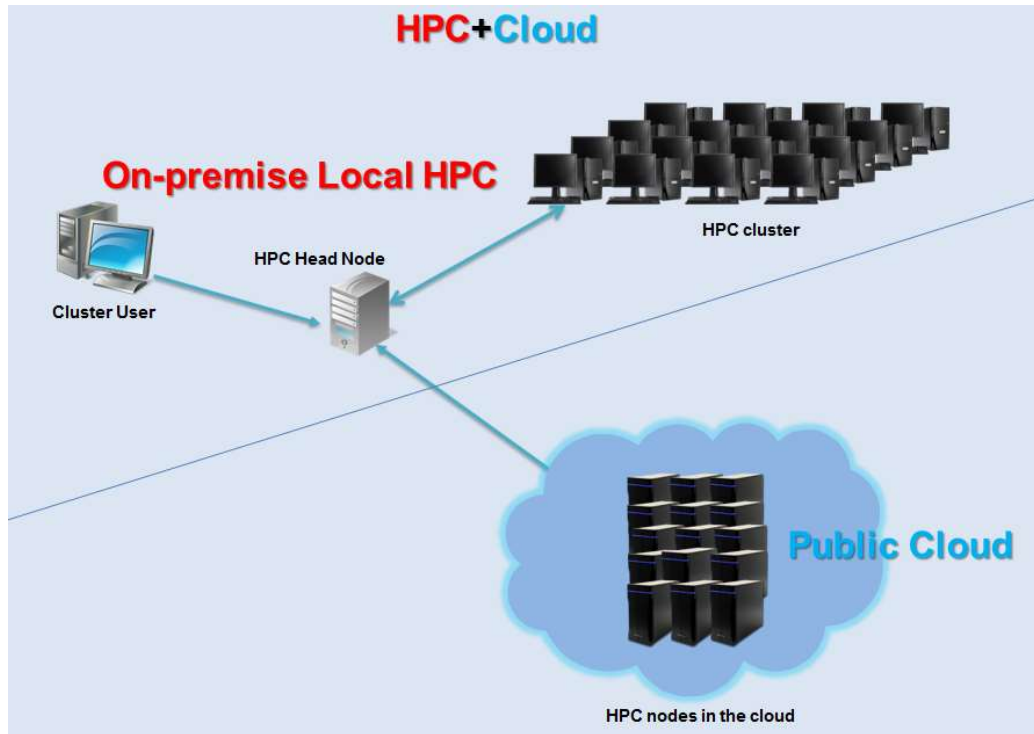 HPC+Cloud
On-premise Local HPC
HPC cluster
HPC Head Node
Cluster User
Public Cloud
HPC nodes in the cloud